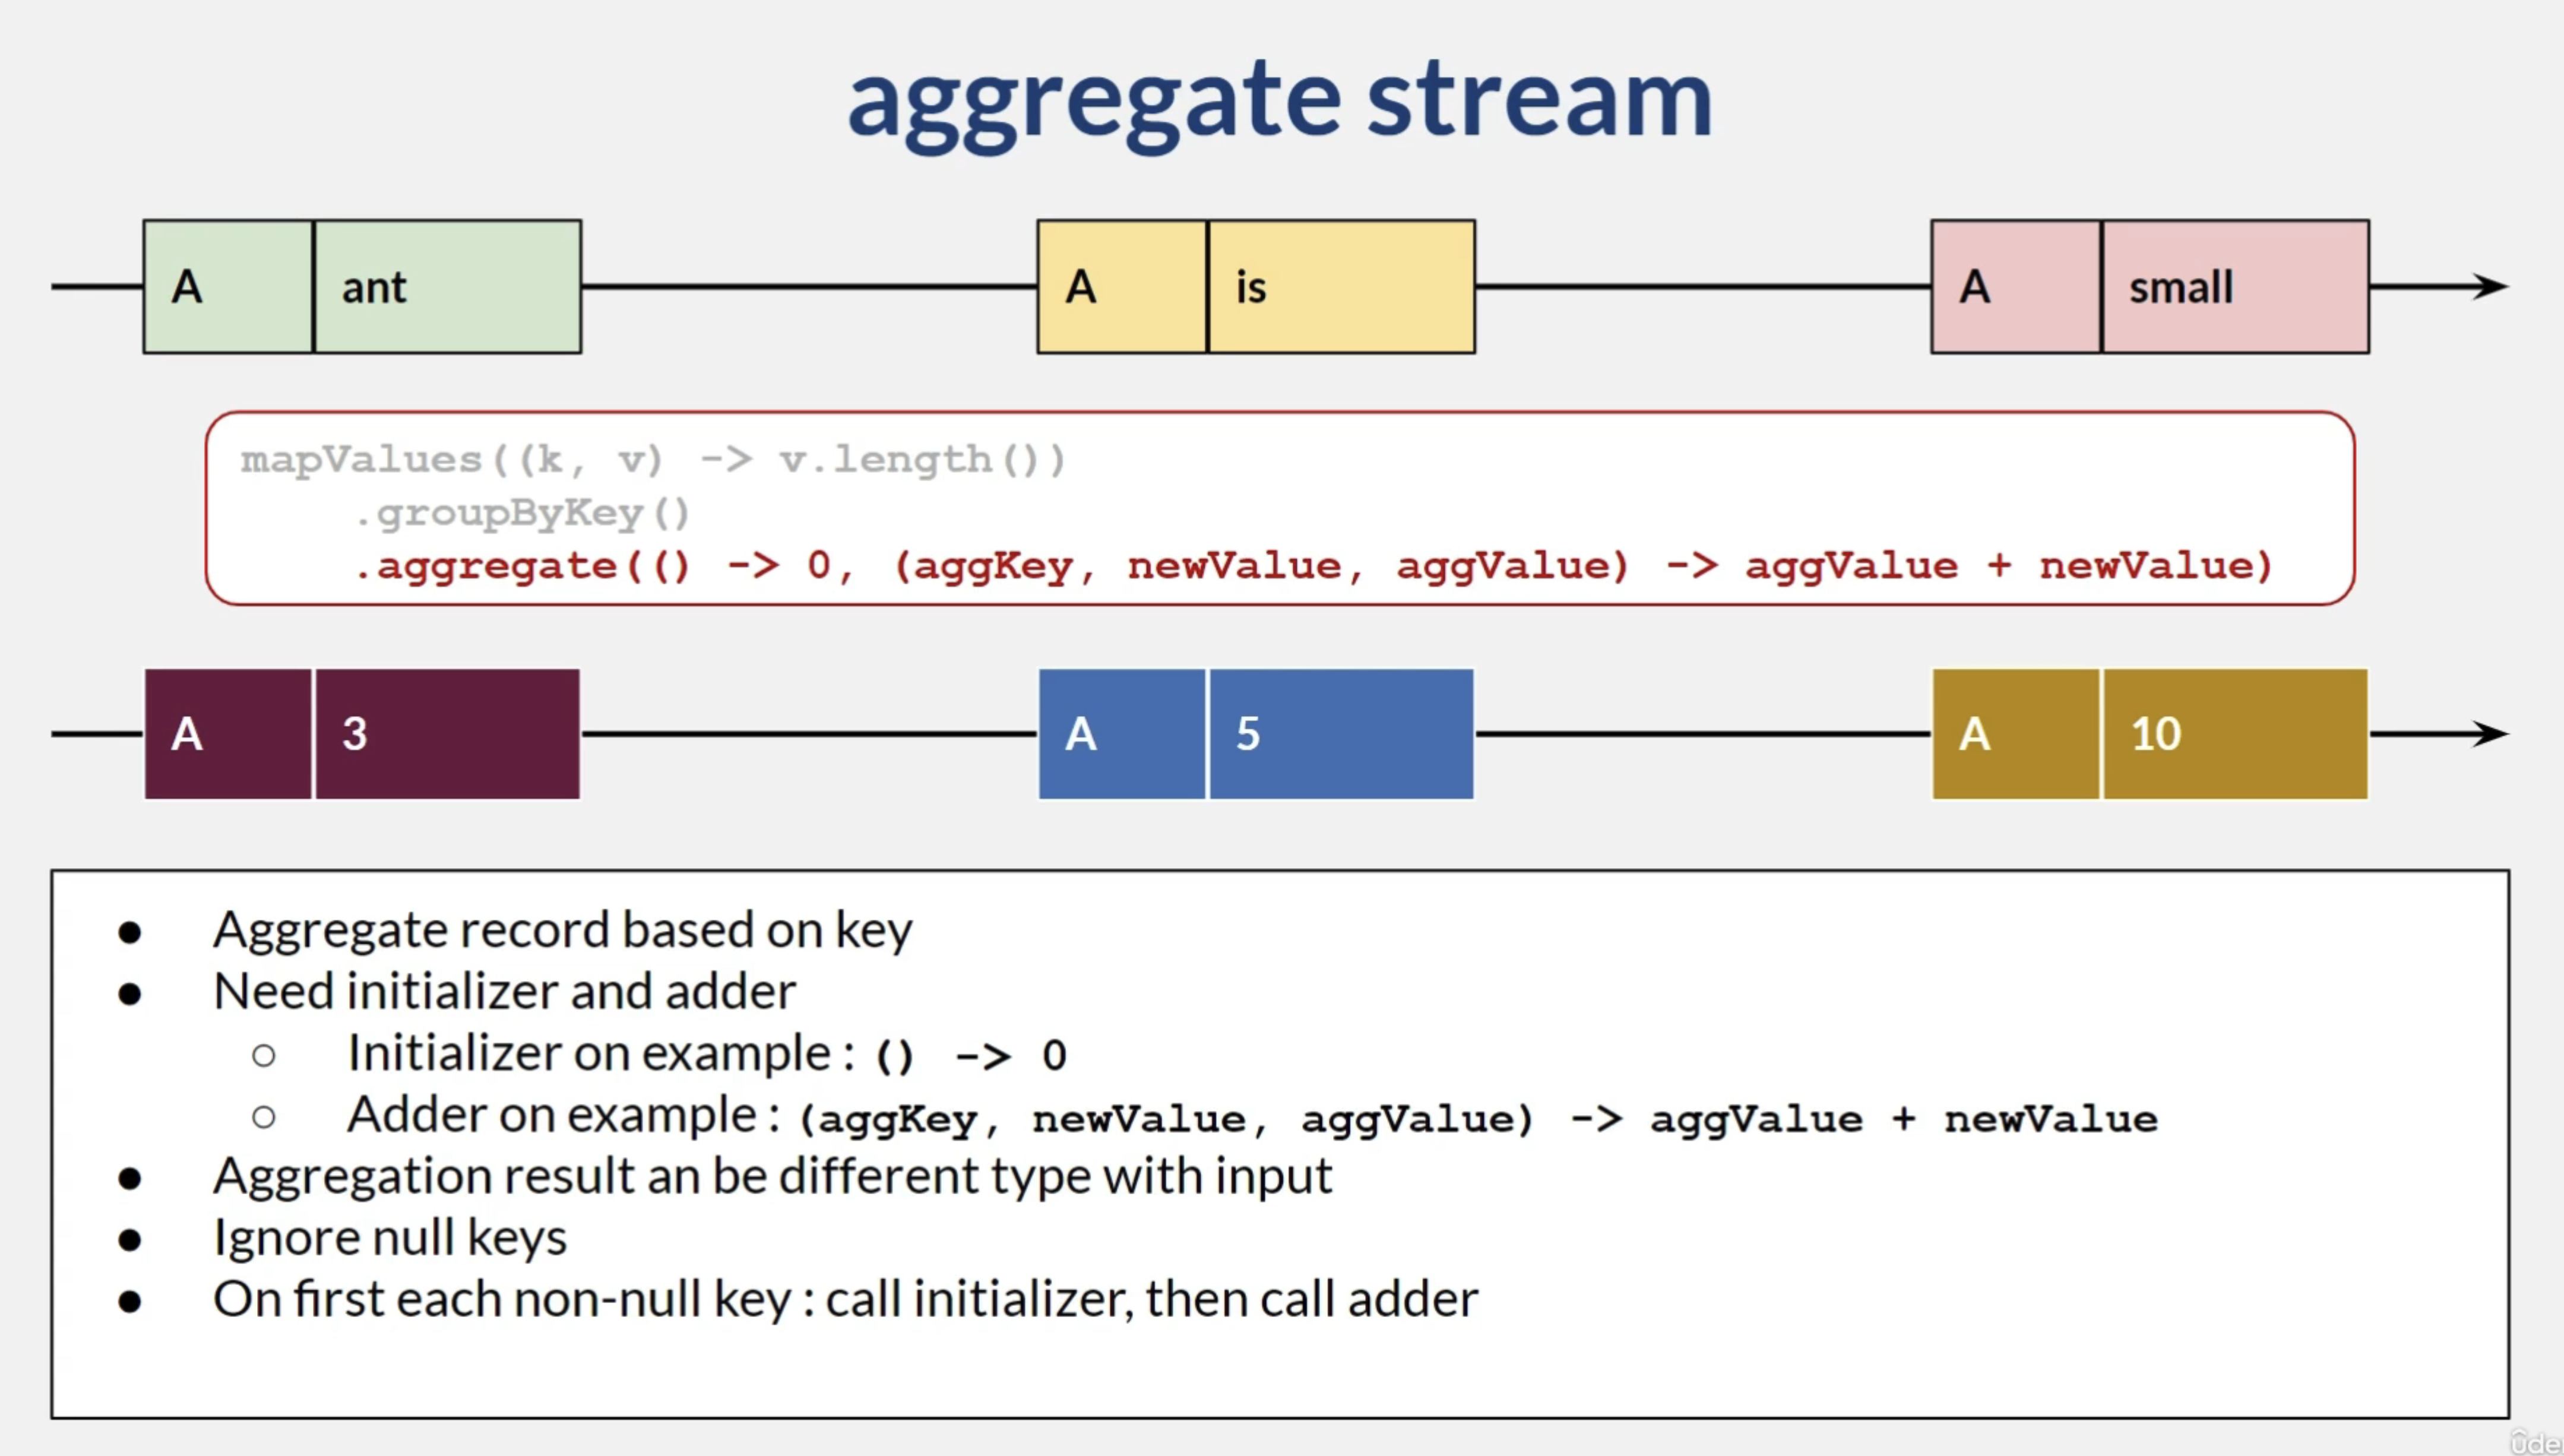 aggregate stream
A ant A is A small
mapValues((k, v) -> v.length())
.groupByKey()
.aggregate(() -> 0, (aggKey, newValue, aggValue) -> aggValue + newValue)
A 3 A 5 A 10
● Aggregate record based on key
● Need initializer and adder
○ Initializer on example : () -> 0
○ Adder on example : (aggKey, newValue, aggValue) -> aggValue + newValue
● Aggregation result an be different type with input
● Ignore null keys
● On first each non-null key : call initializer, then call adder